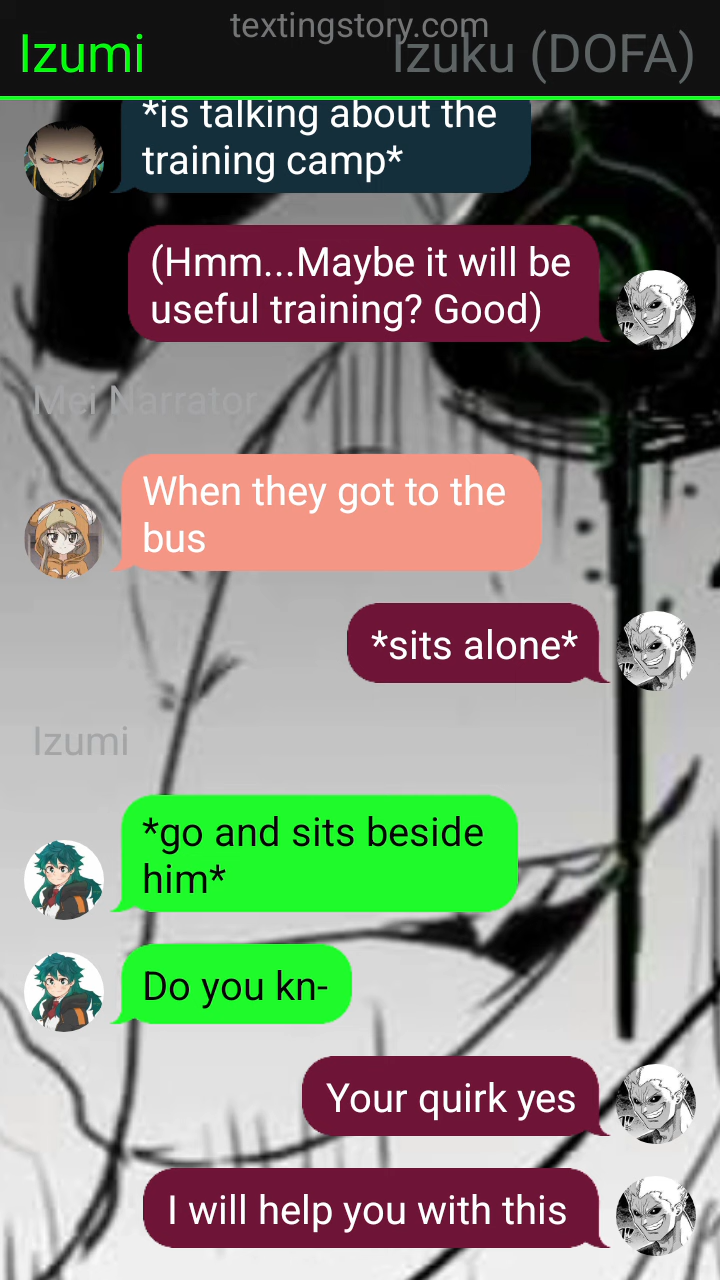 textingstory.com
Izumi
Izuku (DOFA)
*is talking about the
training camp*
(Hmm...Maybe it will be
useful training? Good)
Mei Narrator
When they got to the
bus
*sits alone*
Izumi
*go and sits beside
him*
Do you kn-
Your quirk yes
I will help you with this